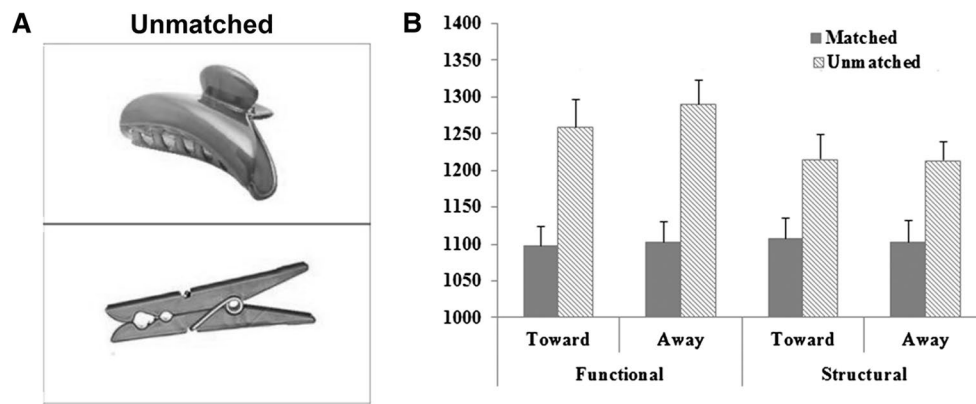 A
Unmatched
B
1400
1350
1300
1250
1200
1150
1100
1050
1000
Matched
Unmatched
Toward Away Toward Away
Functional Structural